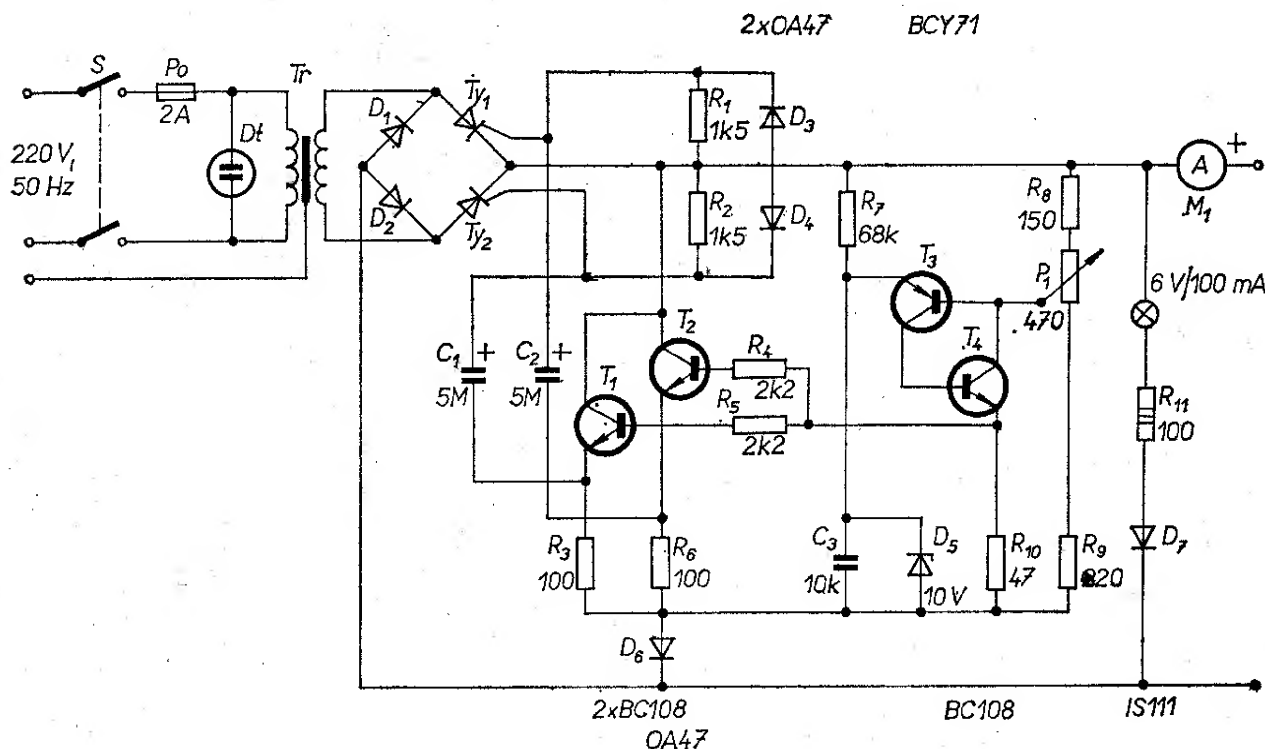 2xOA47 BCY71
S Po Tr
2A
Dt
220 V,
50 Hz
D1 Ty1
D2 Ty2
R1
1k5
D3
R2
1k5
D4
R7
68k
R8
150
A +
M1
T3
P1
470
6 V/100 mA
T4
C1 +
5M
C2 +
5M
T1
T2
R4
2k2
R5
2k2
R11
100
R3
100
R6
100
C3
10k
D5
10V
R10
47
R9
D7
D6
2xBC108
OA47
BC108
IS111